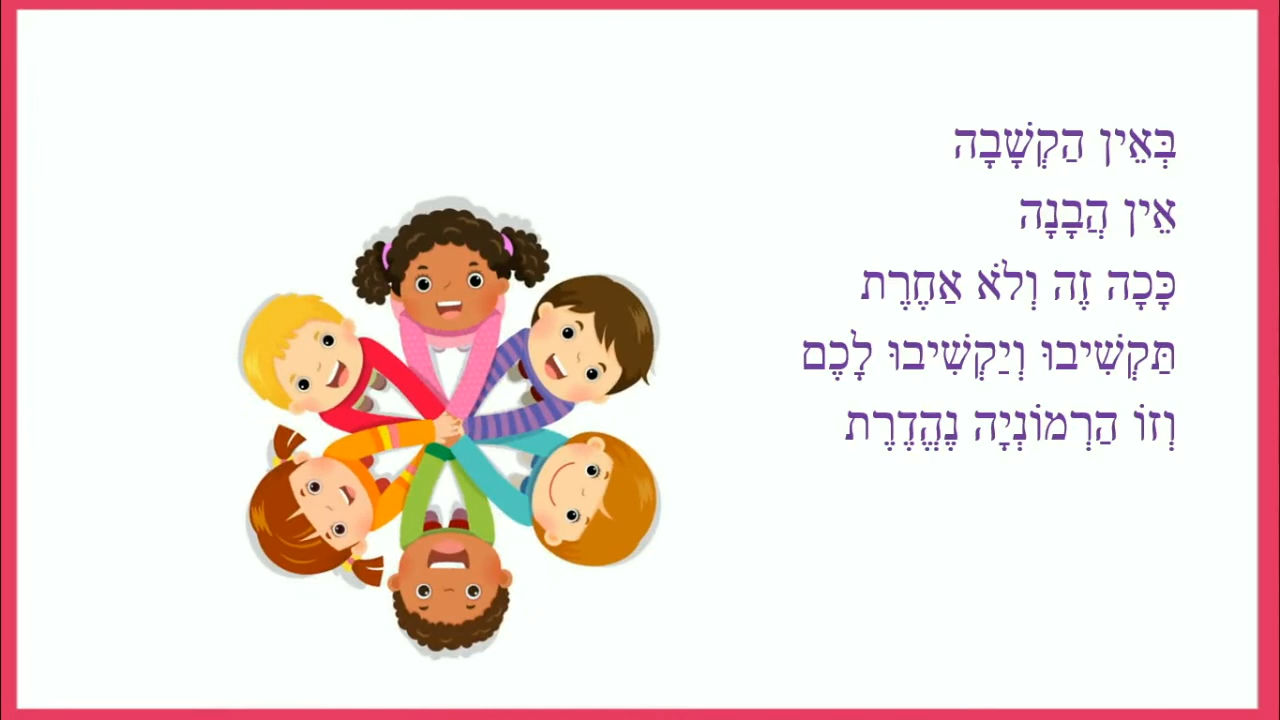 בְּאֵין הַקְשָׁבָה
אֵין הֲבָנָה
כָּכָה זֶה וְלֹא אַחֶרֶת
תַּקְשִׁיבוּ וְיַקְשִׁיבוּ לָכֶם
וְזוֹ הַרְמוֹנְיָה נֶהֱדֶרֶת